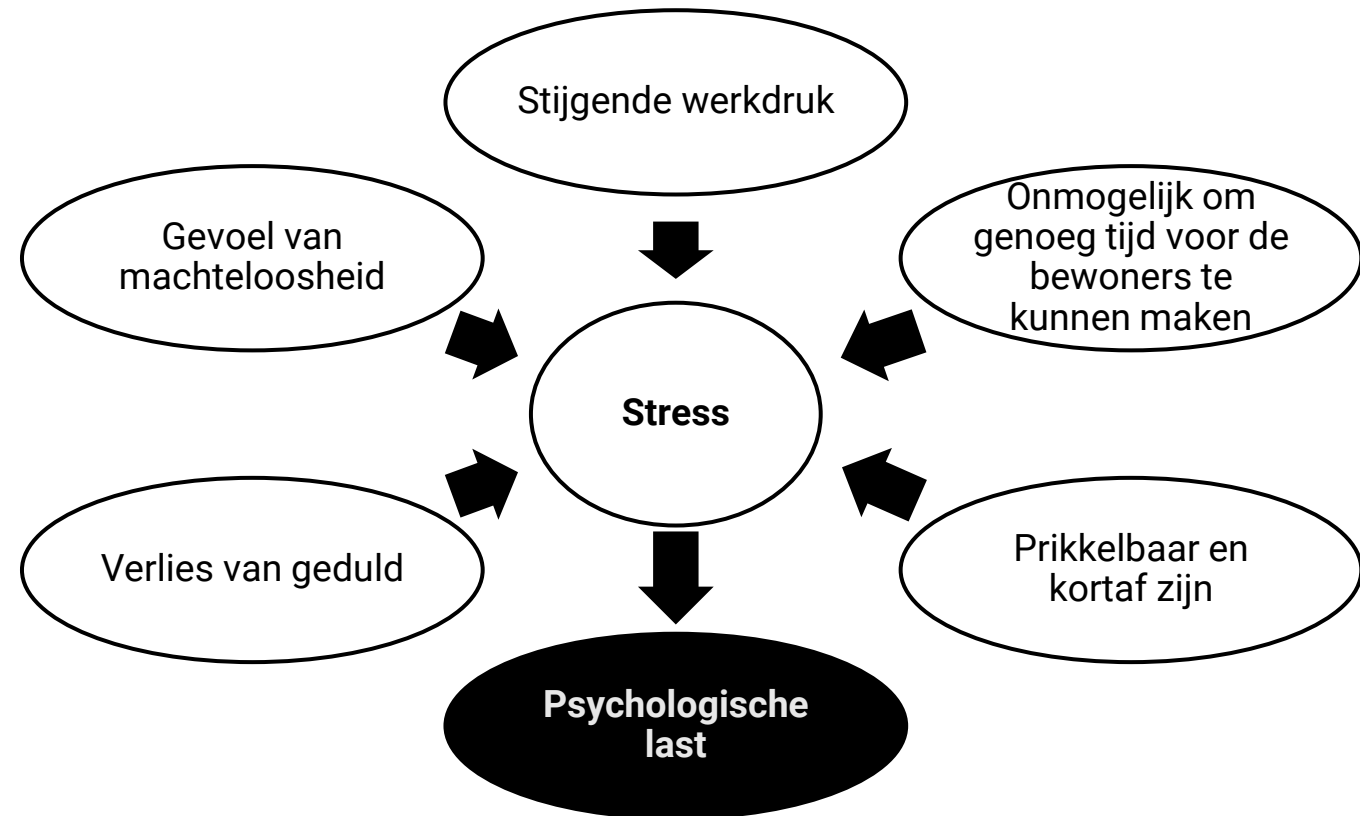 Stijgende werkdruk
Gevoel van
machteloosheid
Onmogelijk om
genoeg tijd voor de
bewoners te
kunnen maken
Stress
Verlies van geduld
Prikkelbaar en
kortaf zijn
Psychologische
last